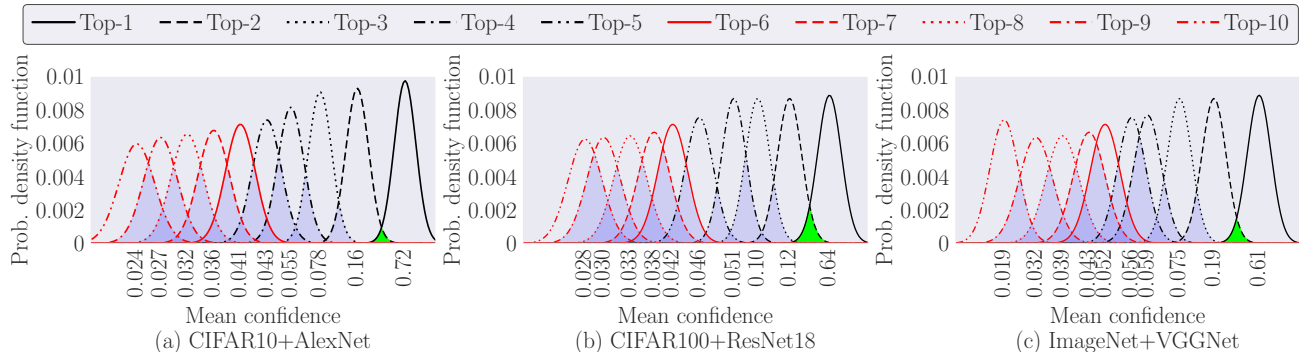 Top-1 Top-2 Top-3 Top-4 Top-5 Top-6 Top-7 Top-8 Top-9 Top-10
Prob. density function
0.01
0.008
0.006
0.004
0.002
0
0.024 0.027 0.032 0.036 0.041 0.043 0.055 0.078 0.16 0.72
Mean confidence
(a) CIFAR10+AlexNet
Prob. density function
0.01
0.008
0.006
0.004
0.002
0
0.028 0.030 0.033 0.038 0.042 0.046 0.051 0.10 0.12 0.64
Mean confidence
(b) CIFAR100+ResNet18
Prob. density function
0.01
0.008
0.006
0.004
0.002
0
0.019 0.032 0.039 0.043 0.052 0.056 0.059 0.075 0.19 0.61
Mean confidence
(c) ImageNet+VGGNet